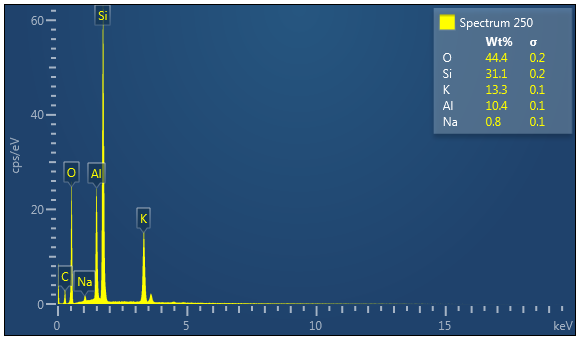 Spectrum 250
Wt% σ
O 44.4 0.2
Si 31.1 0.2
K 13.3 0.1
Al 10.4 0.1
Na 0.8 0.1
60
40
20
0
cps/eV
Si
O
Al
K
C
Na
0 5 10 15 keV